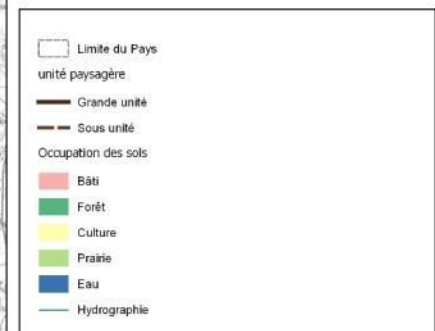 Limite du Pays
unité paysagère
Grande unité
Sous unité
Occupation des sols
Bâti
Forêt
Culture
Prairie
Eau
Hydrographie